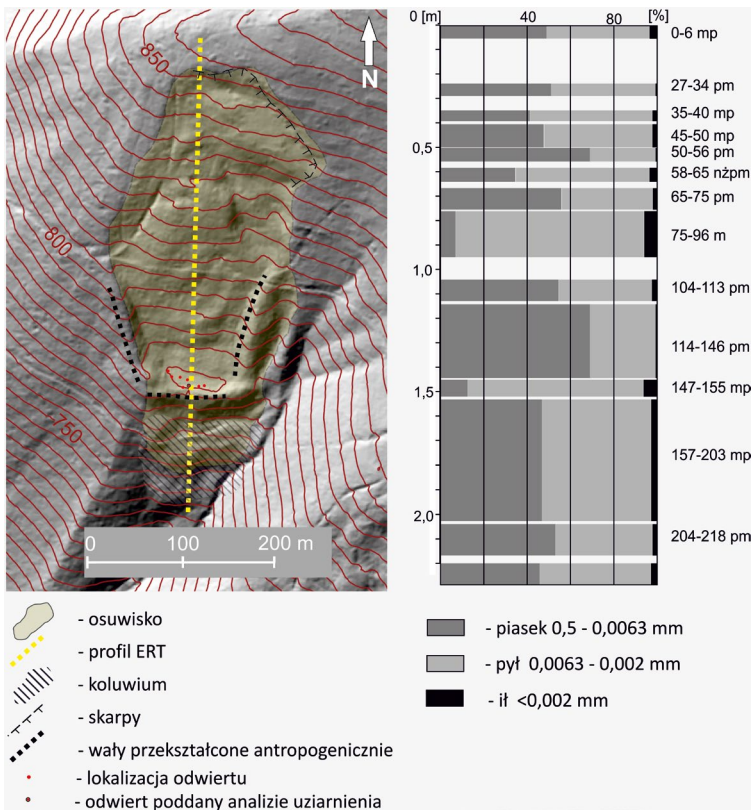 850
N
800
750
0 100 200 m
0 [m] 40 80 [%]
0-6 mp
27-34 pm
35-40 mp
45-50 mp
0,5
50-56 pm
58-65 nżpm
65-75 pm
75-96 m
1,0
104-113 pm
114-146 pm
1,5
147-155 mp
157-203 mp
2,0
204-218 pm
- osuwisko
- profil ERT
- koluwium
- skarpy
- wały przekształcone antropogenicznie
- lokalizacja odwiertu
- odwiert poddany analizie uziarnienia
- piasek 0,5 - 0,0063 mm
- pył 0,0063 - 0,002 mm
- ił <0,002 mm